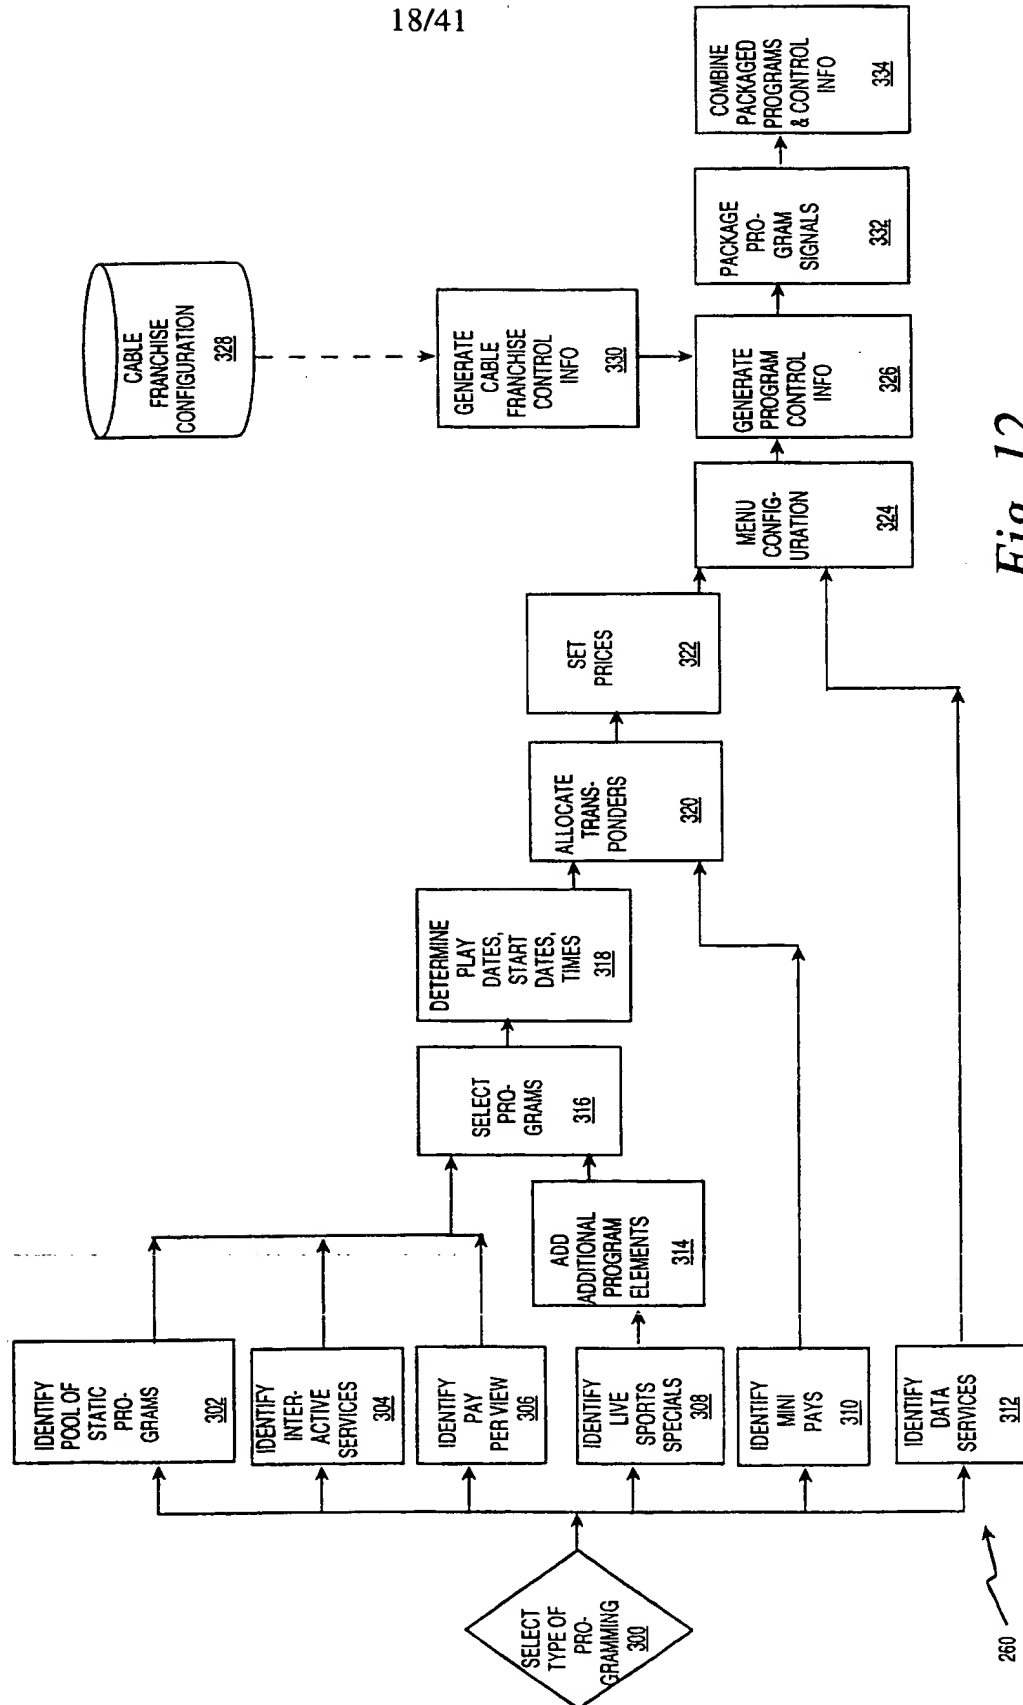 18/41
SELECT
TYPE OF
PRO-
GRAMMING
300
IDENTIFY
POOL OF
STATIC
PRO-
GRAMS
302
IDENTIFY
INTER-
ACTIVE
SERVICES
304
IDENTIFY
PAY
PER VIEW
306
IDENTIFY
LIVE
SPORTS
SPECIALS
308
IDENTIFY
MINI
PAYS
310
IDENTIFY
DATA
SERVICES
312
ADD
ADDITIONAL
PROGRAM
ELEMENTS
314
SELECT
PRO-
GRAMS
316
DETERMINE
PLAY
DATES,
START
DATES,
TIMES
318
ALLOCATE
TRANS-
PONDERS
320
SET
PRICES
322
MENU
CONFIG-
URATION
324
CABLE
FRANCHISE
CONFIGURATION
328
GENERATE
CABLE
FRANCHISE
CONTROL
INFO
330
GENERATE
PROGRAM
CONTROL
INFO
326
PACKAGE
PRO-
GRAM
SIGNALS
332
COMBINE
PACKAGED
PROGRAMS
& CONTROL
INFO
334
260
Fig. 12